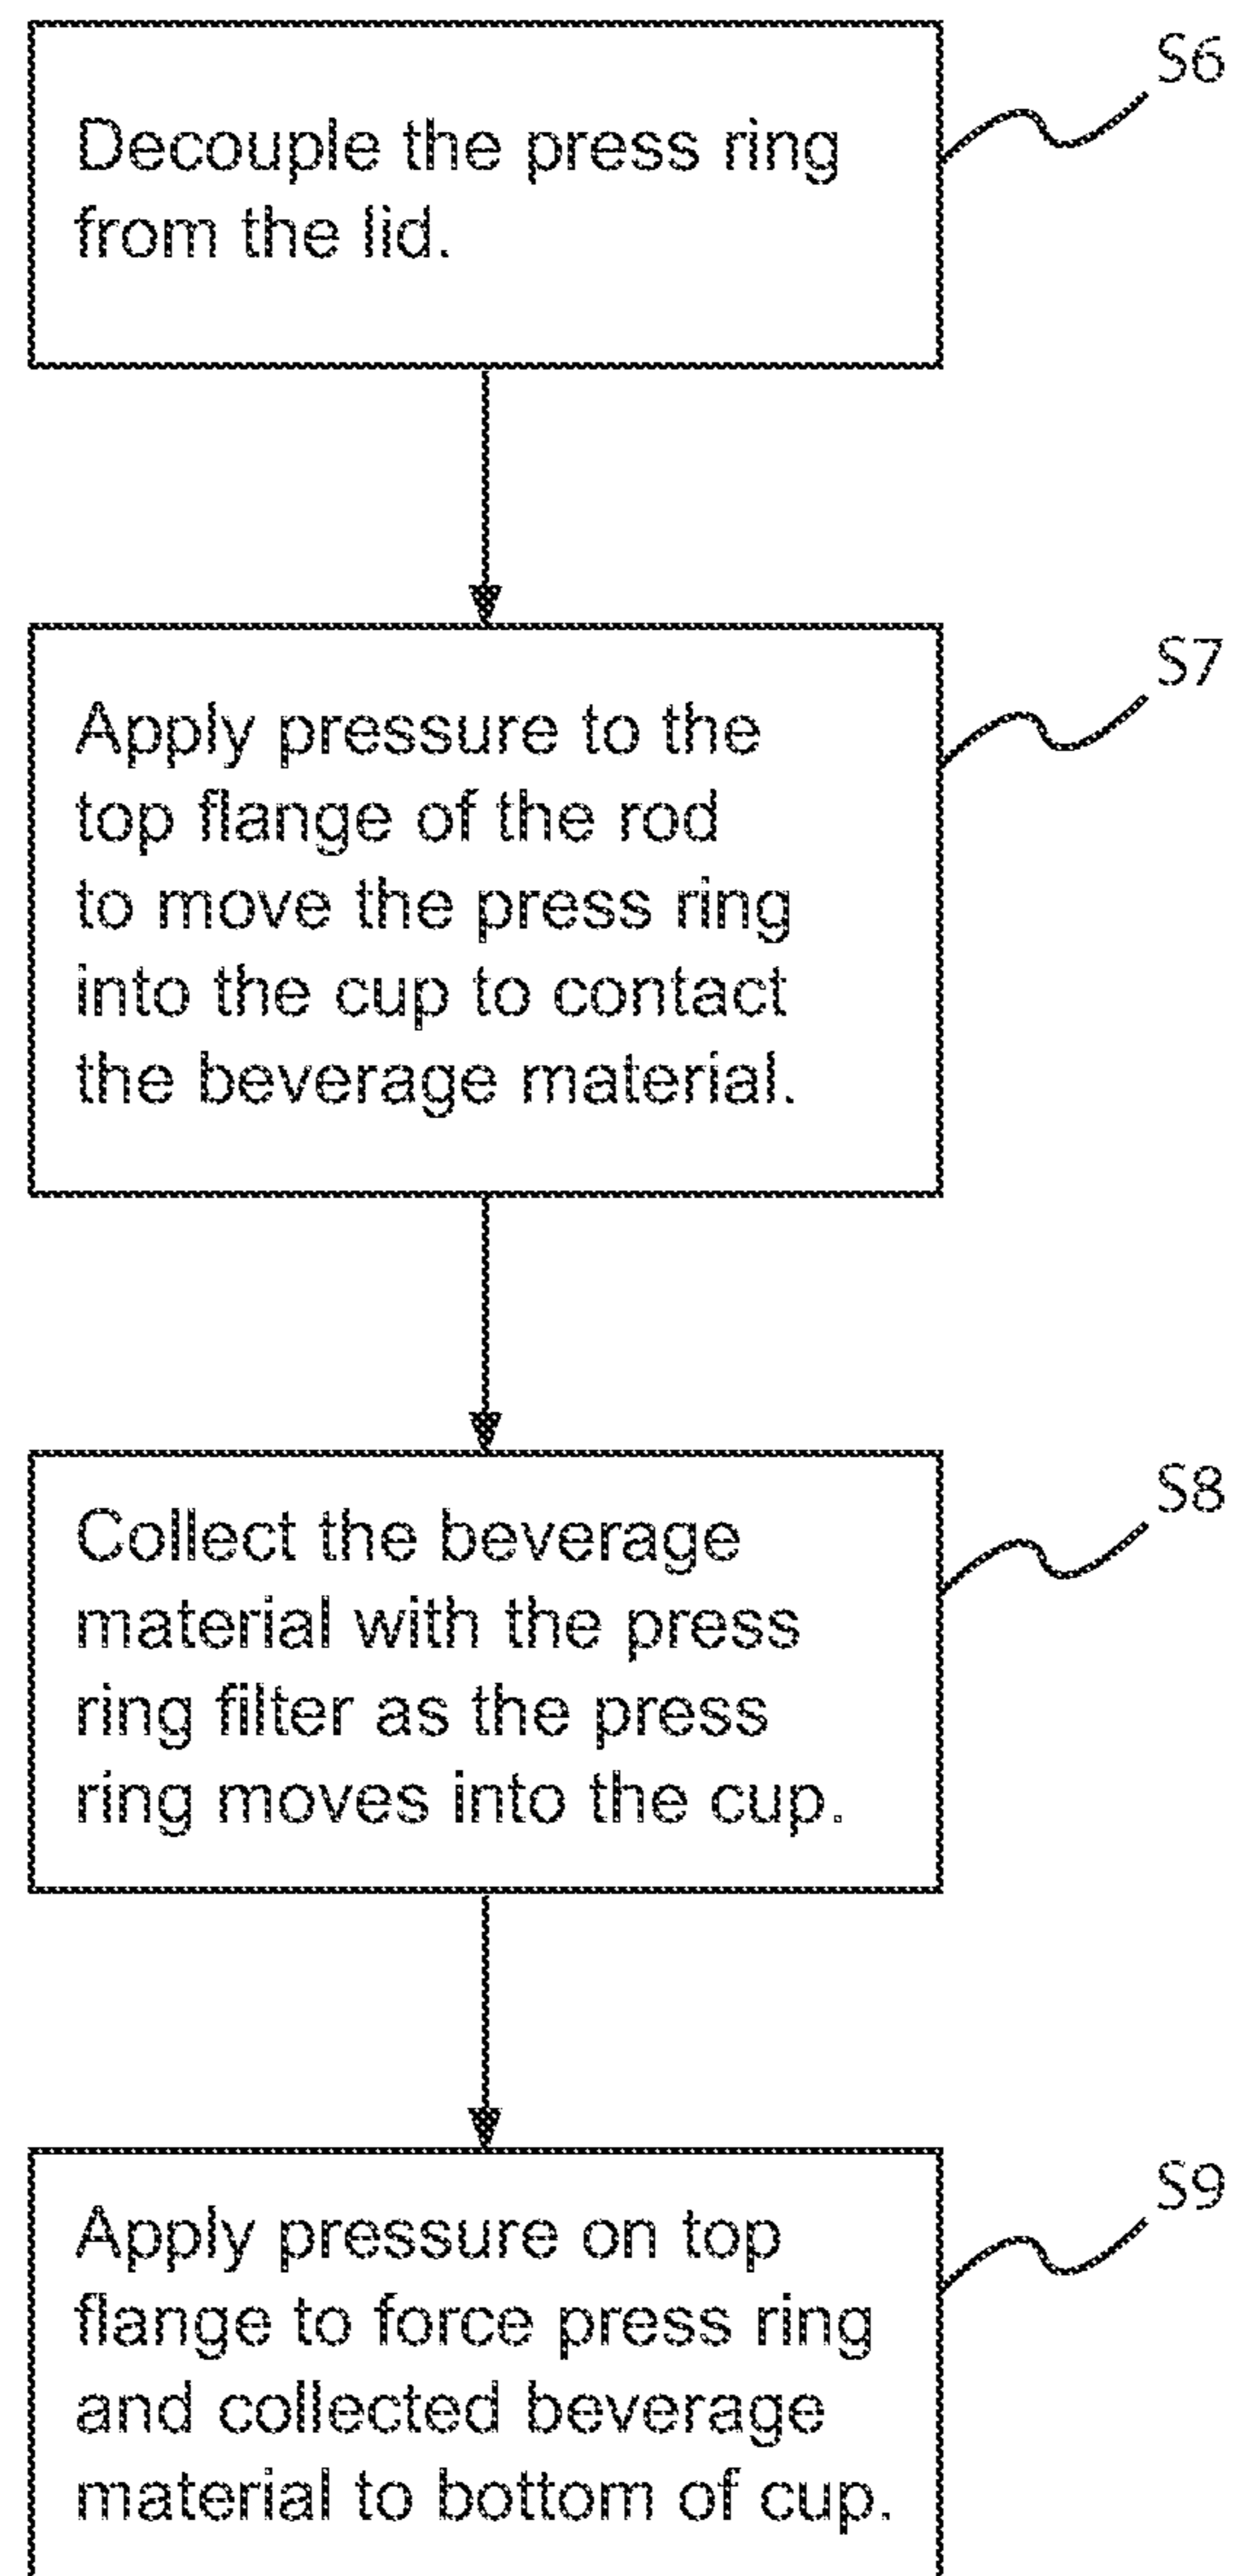 Decouple the press ring
from the lid.
S6
Apply pressure to the
top flange of the rod
to move the press ring
into the cup to contact
the beverage material.
S7
Collect the beverage
material with the press
ring filter as the press
ring moves into the cup.
S8
Apply pressure on top
flange to force press ring
and collected beverage
material to bottom of cup.
S9